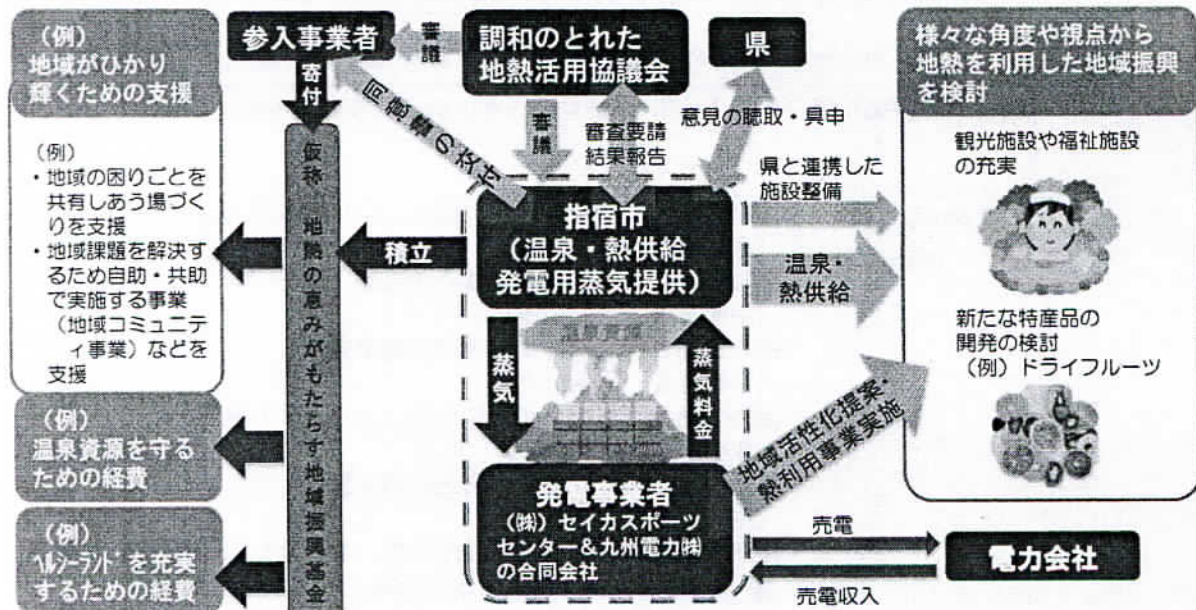 (例)
地域がひかり
輝くための支援
(例)
・地域の困りごとを
共有しあう場づく
りを支援
・地域課題を解決す
るため自助・共助
で実施する事業
(地域コミュニテ
ィ事業)などを
支援
(例)
温泉資源を守る
ための経費
(例)
ヘルシーランドを充実
するための経費
参入事業者
寄付
仮称 地熱の恵みがもたらす地域振興基金
審議
調和のとれた
地熱活用協議会
県
同意書の交付
審議
審査要請
結果報告
意見の聴取・具申
積立
指宿市
(温泉・熱供給
発電用蒸気提供)
県と連携した
施設整備
温泉・
熱供給
温泉資源
蒸気
蒸気料金
地域活性化提案・
熱利用事業実施
発電事業者
(㈱)セイカスポーツ
センター&九州電力㈱
の合同会社
売電
売電収入
電力会社
様々な角度や視点から
地熱を利用した地域振興
を検討
観光施設や福祉施設
の充実
新たな特産品の
開発の検討
(例)ドライフルーツ